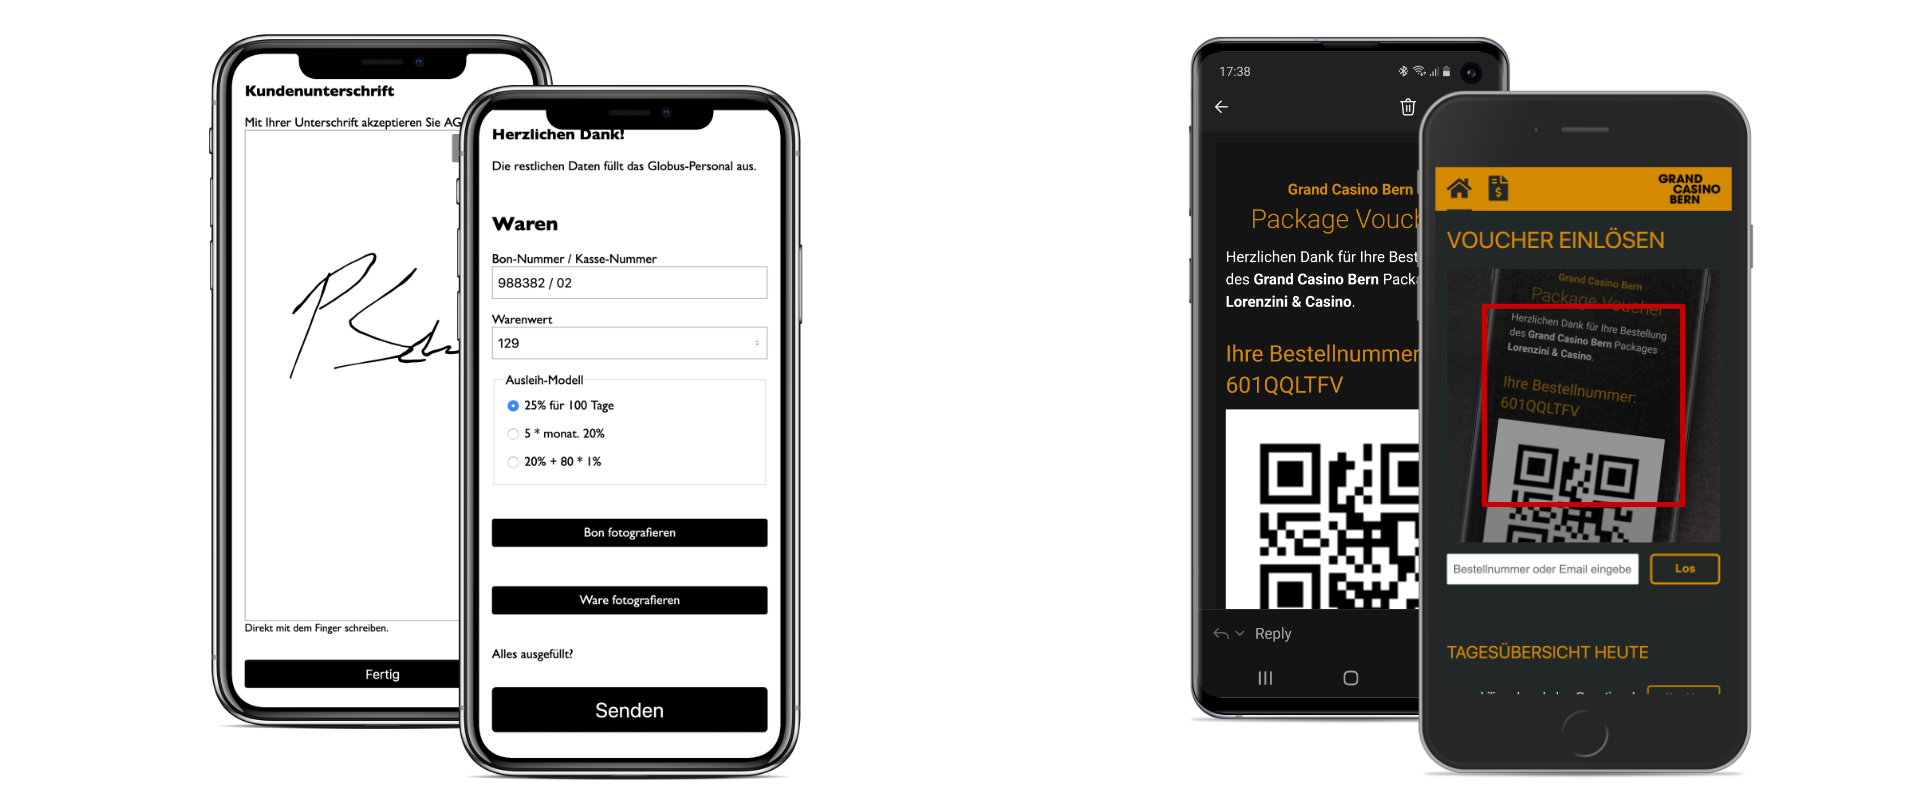 Kundenunterschrift
Mit Ihrer Unterschrift akzeptieren Sie AG
Direkt mit dem Finger schreiben.
Fertig
Herzlichen Dank!
Die restlichen Daten füllt das Globus-Personal aus.
Waren
Bon-Nummer / Kasse-Nummer
988382 / 02
Warenwert
129
Ausleih-Modell
25% für 100 Tage
5 * monat. 20%
20% + 80 * 1%
Bon fotografieren
Ware fotografieren
Alles ausgefüllt?
Senden
17:38
Grand Casino Bern
Package Vouch
Herzlichen Dank für Ihre Best
des Grand Casino Bern Packa
Lorenzini & Casino.
Ihre Bestellnummer
601QQLTFV
Reply
GRAND
CASINO
BERN
VOUCHER EINLÖSEN
Grand Casino Bern
Package Voucher
Herzlichen Dank für Ihre Bestellung
des Grand Casino Bern Packages
Lorenzini & Casino.
Ihre Bestellnummer:
601QQLTFV
Bestellnummer oder Email eingebe
Los
TAGESÜBERSICHT HEUTE